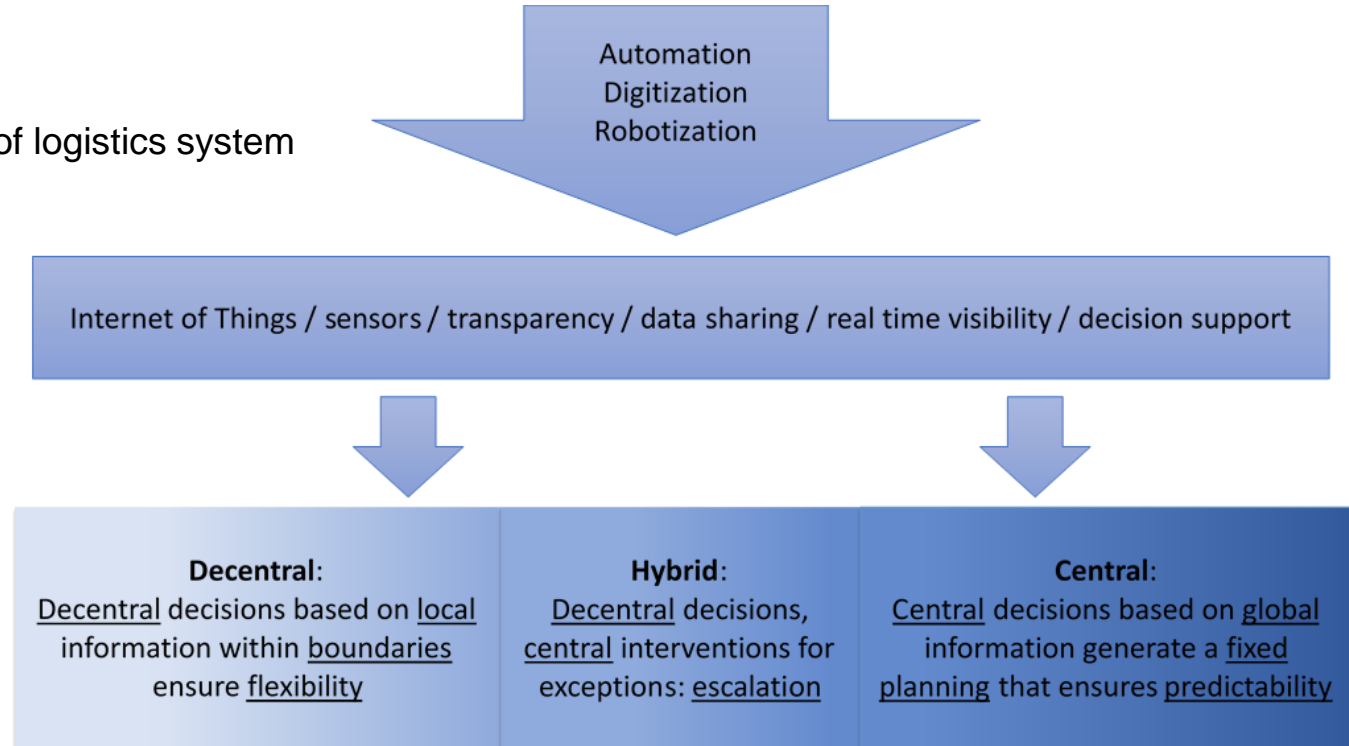 Automation
Digitization
Robotization
of logistics system
Internet of Things / sensors / transparency / data sharing / real time visibility / decision support
Decentral:
Decentral decisions based on local
information within boundaries
ensure flexibility
Hybrid:
Decentral decisions,
central interventions for
exceptions: escalation
Central:
Central decisions based on global
information generate a fixed
planning that ensures predictability